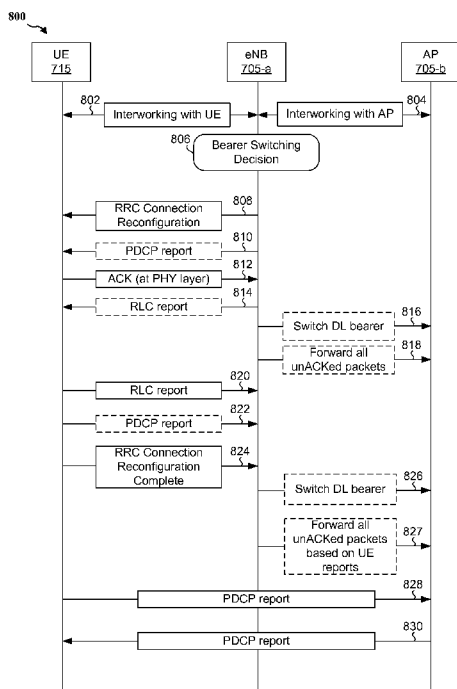 800
UE
715
eNB
705-a
AP
705-b
802
Interworking with UE
804
Interworking with AP
806
Bearer Switching
Decision
808
RRC Connection
Reconfiguration
810
PDCP report
812
ACK (at PHY layer)
814
RLC report
816
Switch DL bearer
818
Forward all
unACKed packets
820
RLC report
822
PDCP report
824
RRC Connection
Reconfiguration
Complete
826
Switch DL bearer
827
Forward all
unACKed packets
based on UE
reports
828
PDCP report
830
PDCP report